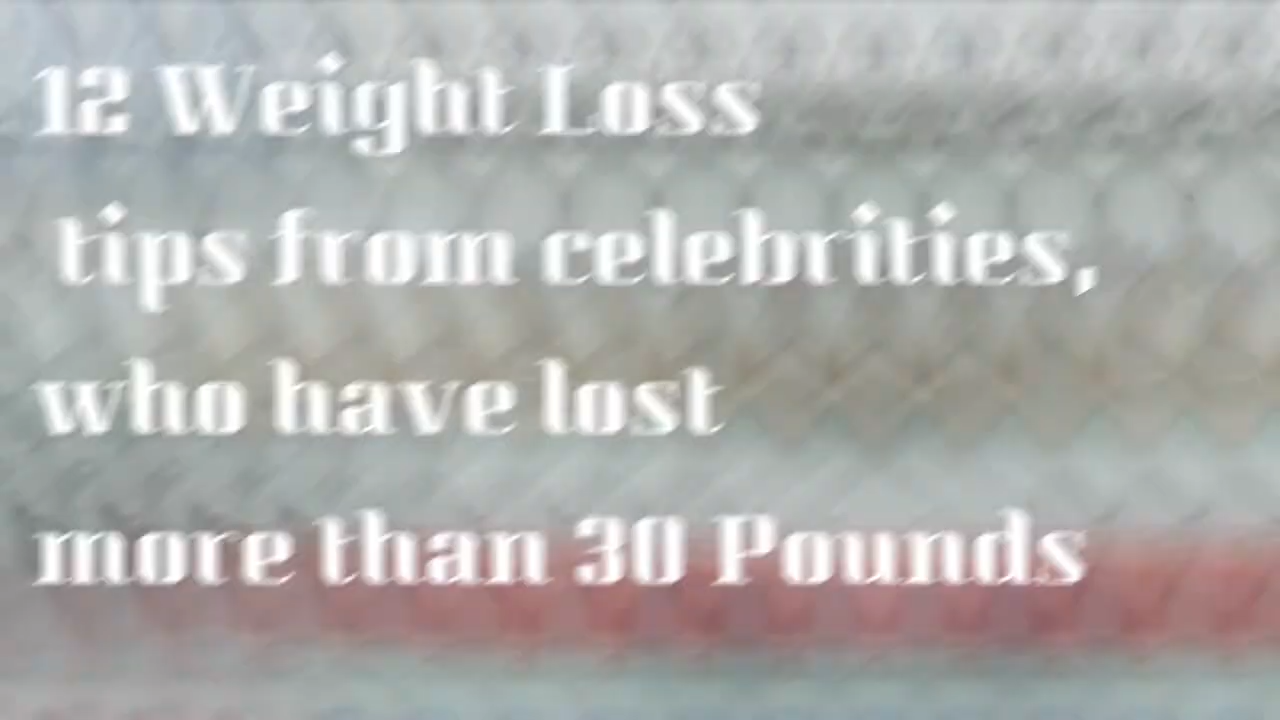 12 Weight Loss
tips from celebrities,
who have lost
more than 30 Pounds